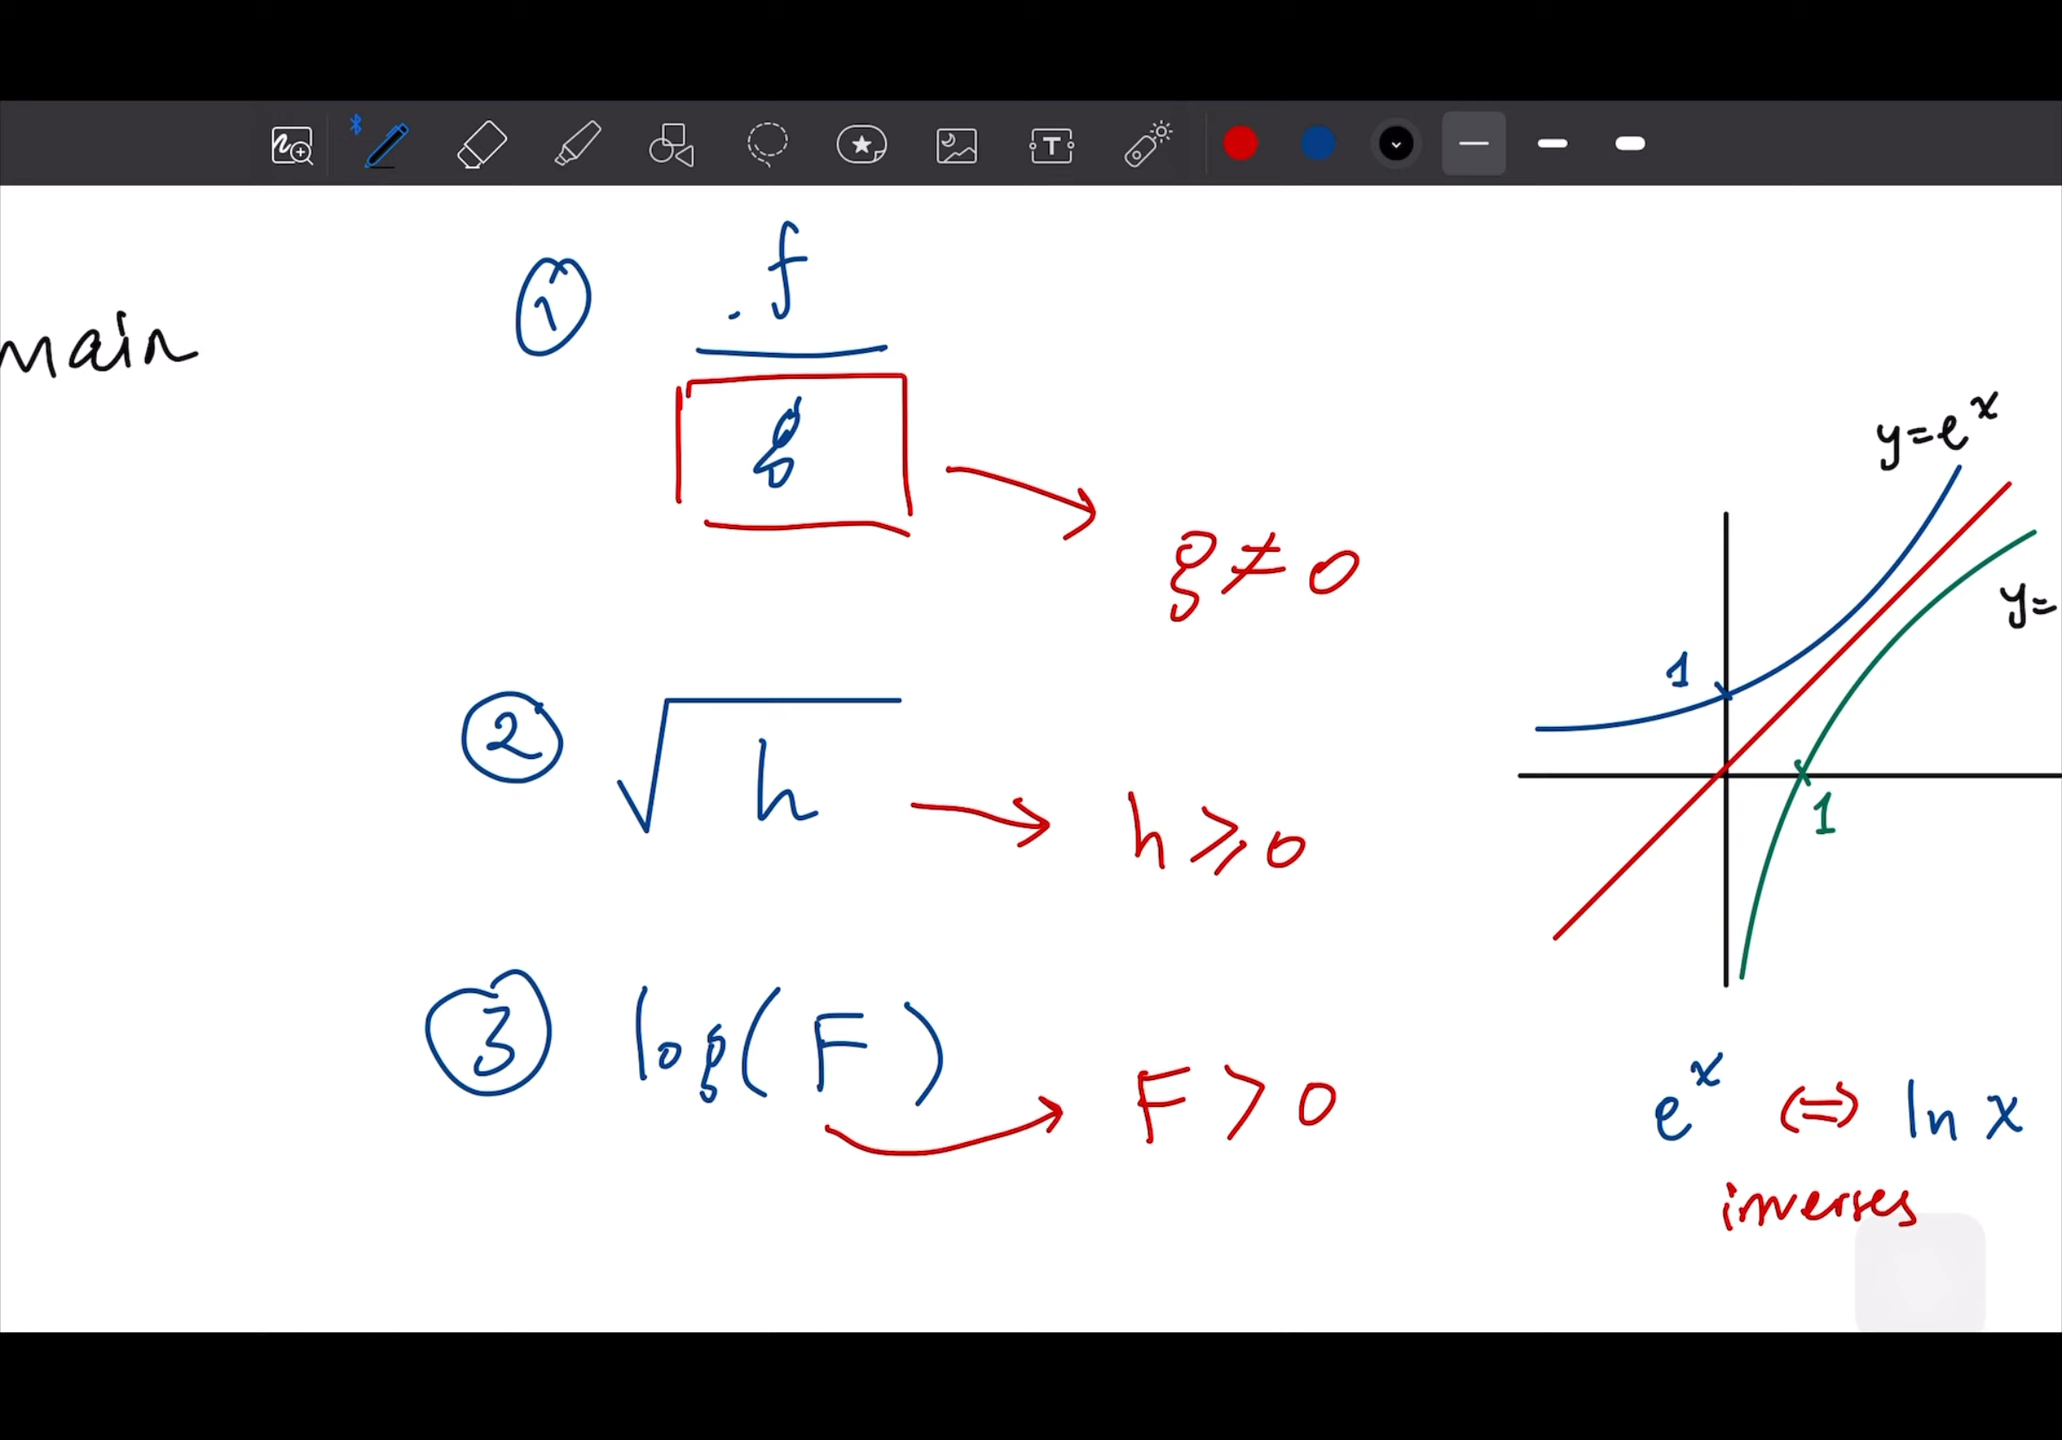 main
① f
g
g ≠ 0
y=e^x
y=
1
② √h
h ⩾ 0
1
③ log(F)
F > 0
e^x ⇔ ln x
inverses